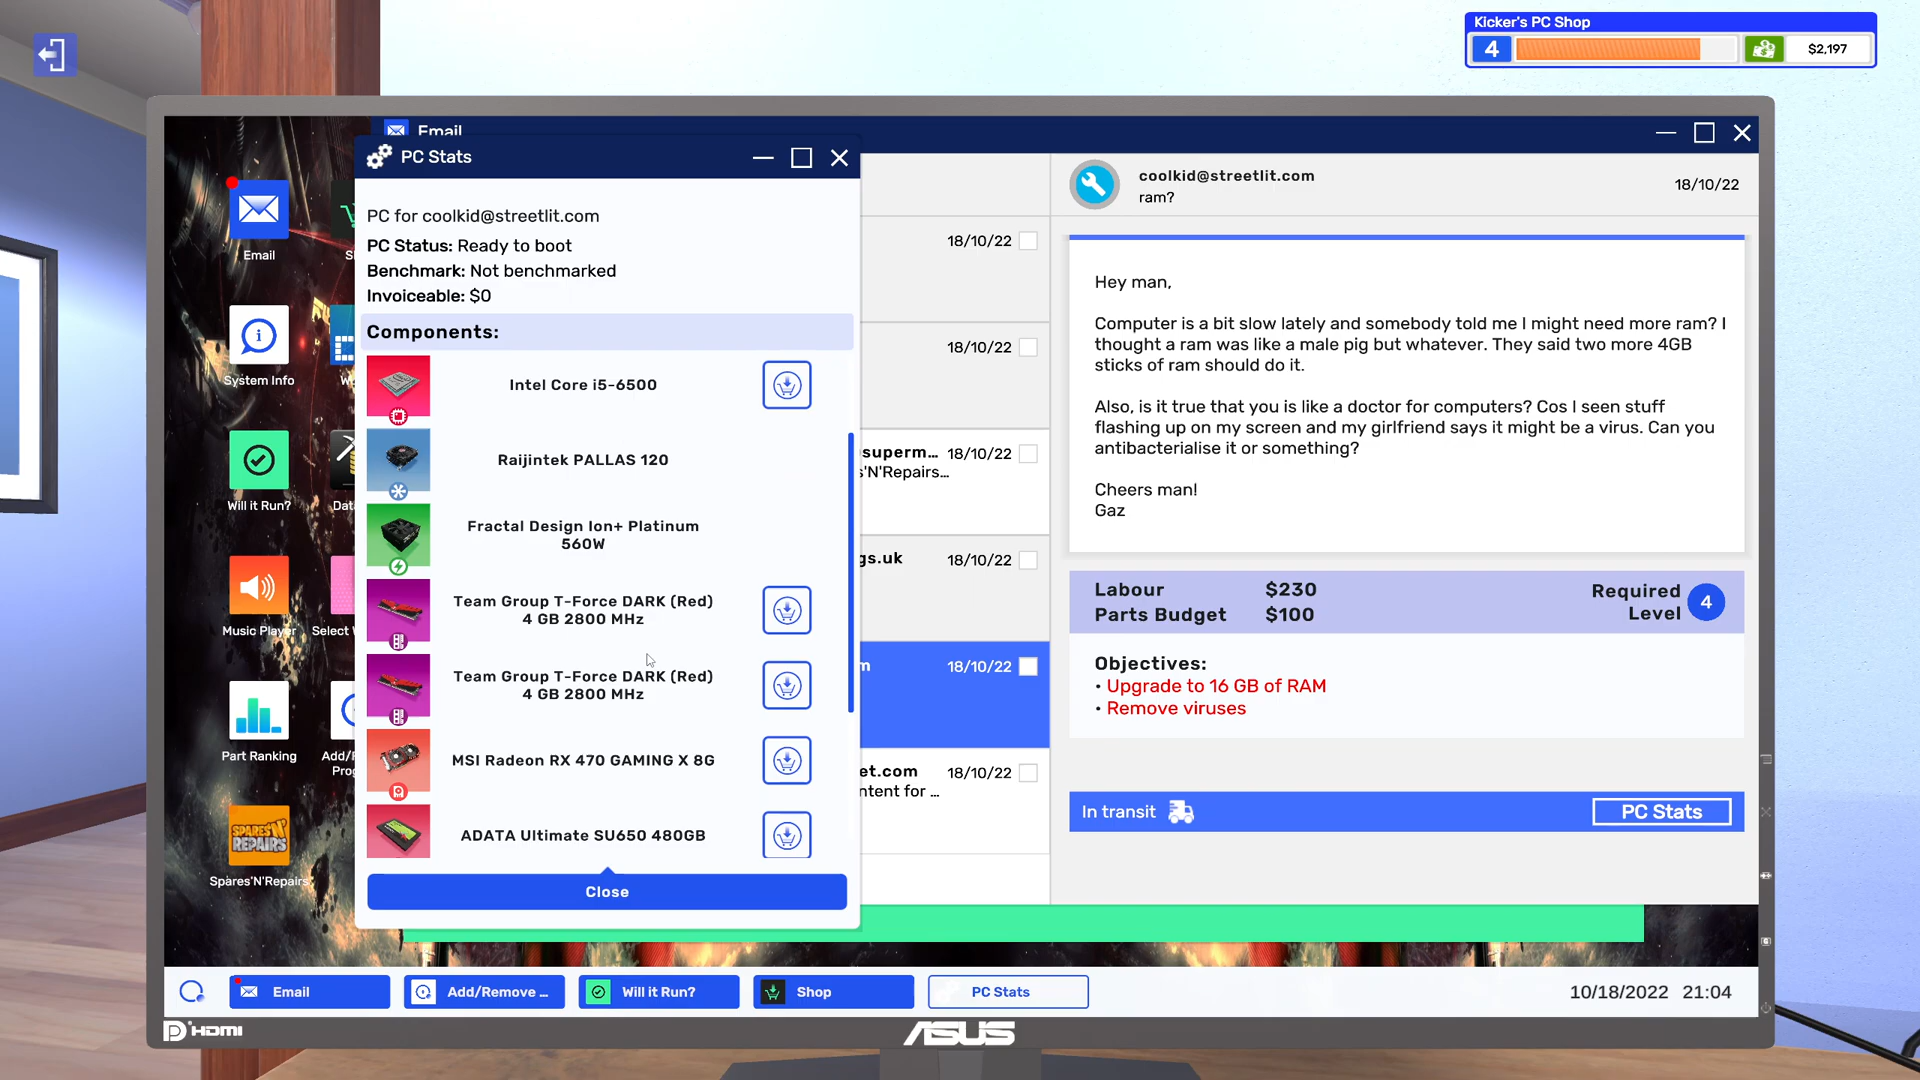 Kicker's PC Shop
4
$2,197
Email
PC Stats
PC for coolkid@streetlit.com
PC Status: Ready to boot
Benchmark: Not benchmarked
Invoiceable: $0
Components:
Intel Core i5-6500
Raijintek PALLAS 120
Fractal Design Ion+ Platinum
560W
Team Group T-Force DARK (Red)
4 GB 2800 MHz
Team Group T-Force DARK (Red)
4 GB 2800 MHz
MSI Radeon RX 470 GAMING X 8G
ADATA Ultimate SU650 480GB
Close
Email
System Info
Will it Run?
Music Player
Select
Part Ranking
Add/
SPARES 'N' REPAIRS
Spares'N'Repairs
18/10/22
18/10/22
superm... 18/10/22
s'N'Repairs...
gs.uk 18/10/22
m 18/10/22
et.com 18/10/22
ntent for ...
coolkid@streetlit.com
ram?
18/10/22
Hey man,
Computer is a bit slow lately and somebody told me I might need more ram? I
thought a ram was like a male pig but whatever. They said two more 4GB
sticks of ram should do it.
Also, is it true that you is like a doctor for computers? Cos I seen stuff
flashing up on my screen and my girlfriend says it might be a virus. Can you
antibacterialise it or something?
Cheers man!
Gaz
Labour $230
Parts Budget $100
Required
Level 4
Objectives:
• Upgrade to 16 GB of RAM
• Remove viruses
In transit
PC Stats
Email
Add/Remove ...
Will it Run?
Shop
PC Stats
10/18/2022 21:04
HDMI
ASUS